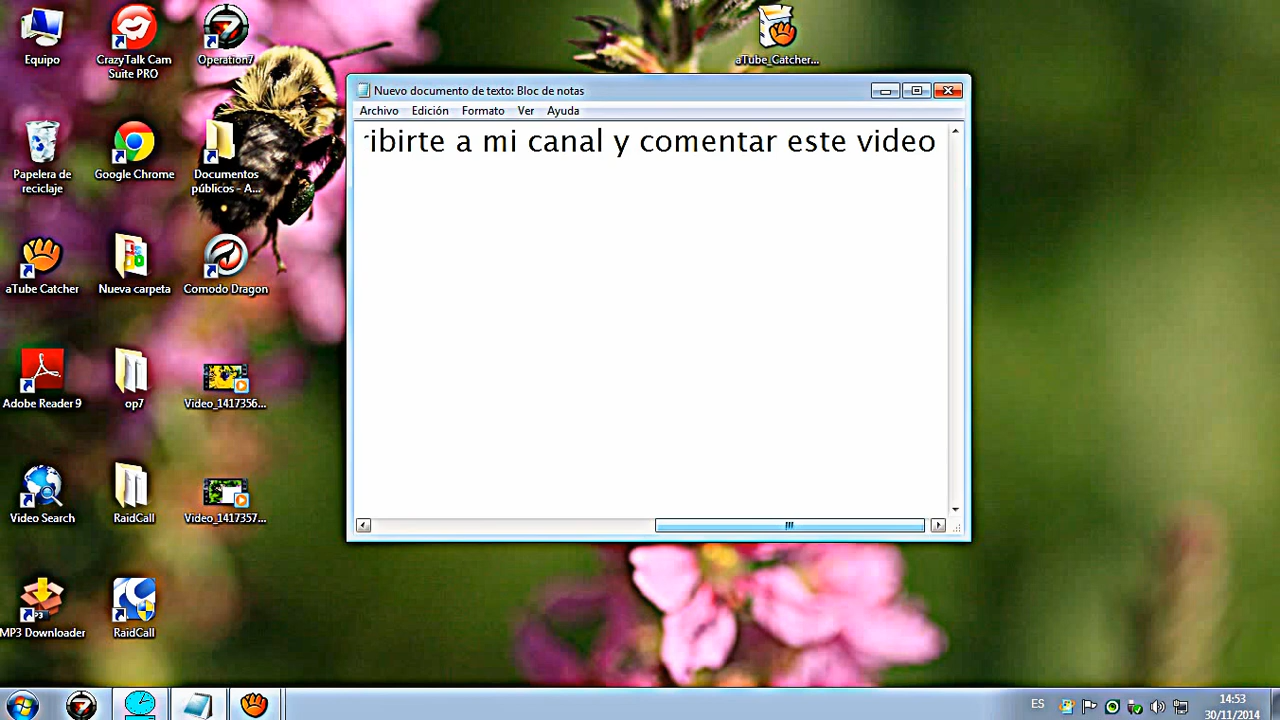 Equipo
CrazyTalk Cam
Suite PRO
Operation7
aTube_Catcher...
Nuevo documento de texto: Bloc de notas
Archivo Edición Formato Ver Ayuda
ribirte a mi canal y comentar este video
Papelera de
reciclaje
Google Chrome
Documentos
públicos - A...
aTube Catcher
Nueva carpeta
Comodo Dragon
Adobe Reader 9
op7
Video_1417356...
Video Search
RaidCall
Video_1417357...
MP3 Downloader
RaidCall
ES
14:53
30/11/2014